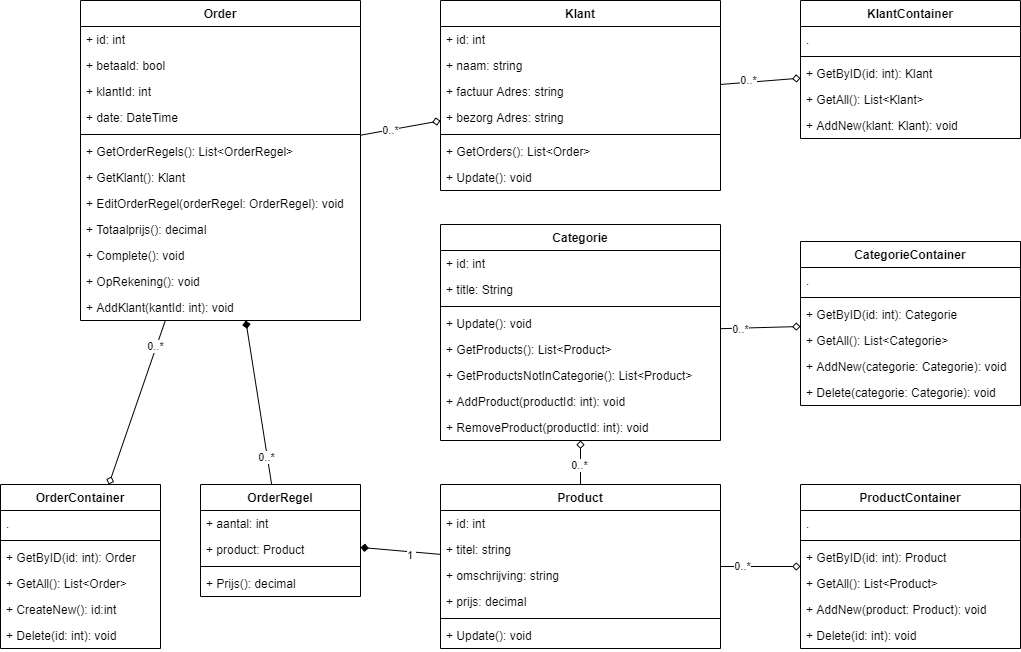 Order
+ id: int
+ betaald: bool
+ klantId: int
+ date: DateTime
+ GetOrderRegels(): List<OrderRegel>
+ GetKlant(): Klant
+ EditOrderRegel(orderRegel: OrderRegel): void
+ Totaalprijs(): decimal
+ Complete(): void
+ OpRekening(): void
+ AddKlant(kantId: int): void
0..*
Klant
+ id: int
+ naam: string
+ factuur Adres: string
+ bezorg Adres: string
+ GetOrders(): List<Order>
+ Update(): void
0..*
KlantContainer
.
+ GetByID(id: int): Klant
+ GetAll(): List<Klant>
+ AddNew(klant: Klant): void
Categorie
+ id: int
+ title: String
+ Update(): void
+ GetProducts(): List<Product>
+ GetProductsNotInCategorie(): List<Product>
+ AddProduct(productId: int): void
+ RemoveProduct(productId: int): void
0..*
CategorieContainer
.
+ GetByID(id: int): Categorie
+ GetAll(): List<Categorie>
+ AddNew(categorie: Categorie): void
+ Delete(categorie: Categorie): void
0..*
0..*
0..*
OrderContainer
.
+ GetByID(id: int): Order
+ GetAll(): List<Order>
+ CreateNew(): id:int
+ Delete(id: int): void
OrderRegel
+ aantal: int
+ product: Product
+ Prijs(): decimal
1
Product
+ id: int
+ titel: string
+ omschrijving: string
+ prijs: decimal
+ Update(): void
0..*
ProductContainer
.
+ GetByID(id: int): Product
+ GetAll(): List<Product>
+ AddNew(product: Product): void
+ Delete(id: int): void